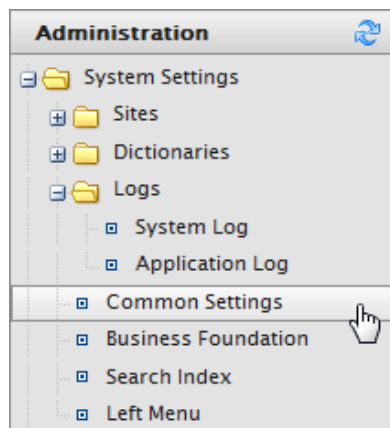 Administration
System Settings
Sites
Dictionaries
Logs
System Log
Application Log
Common Settings
Business Foundation
Search Index
Left Menu